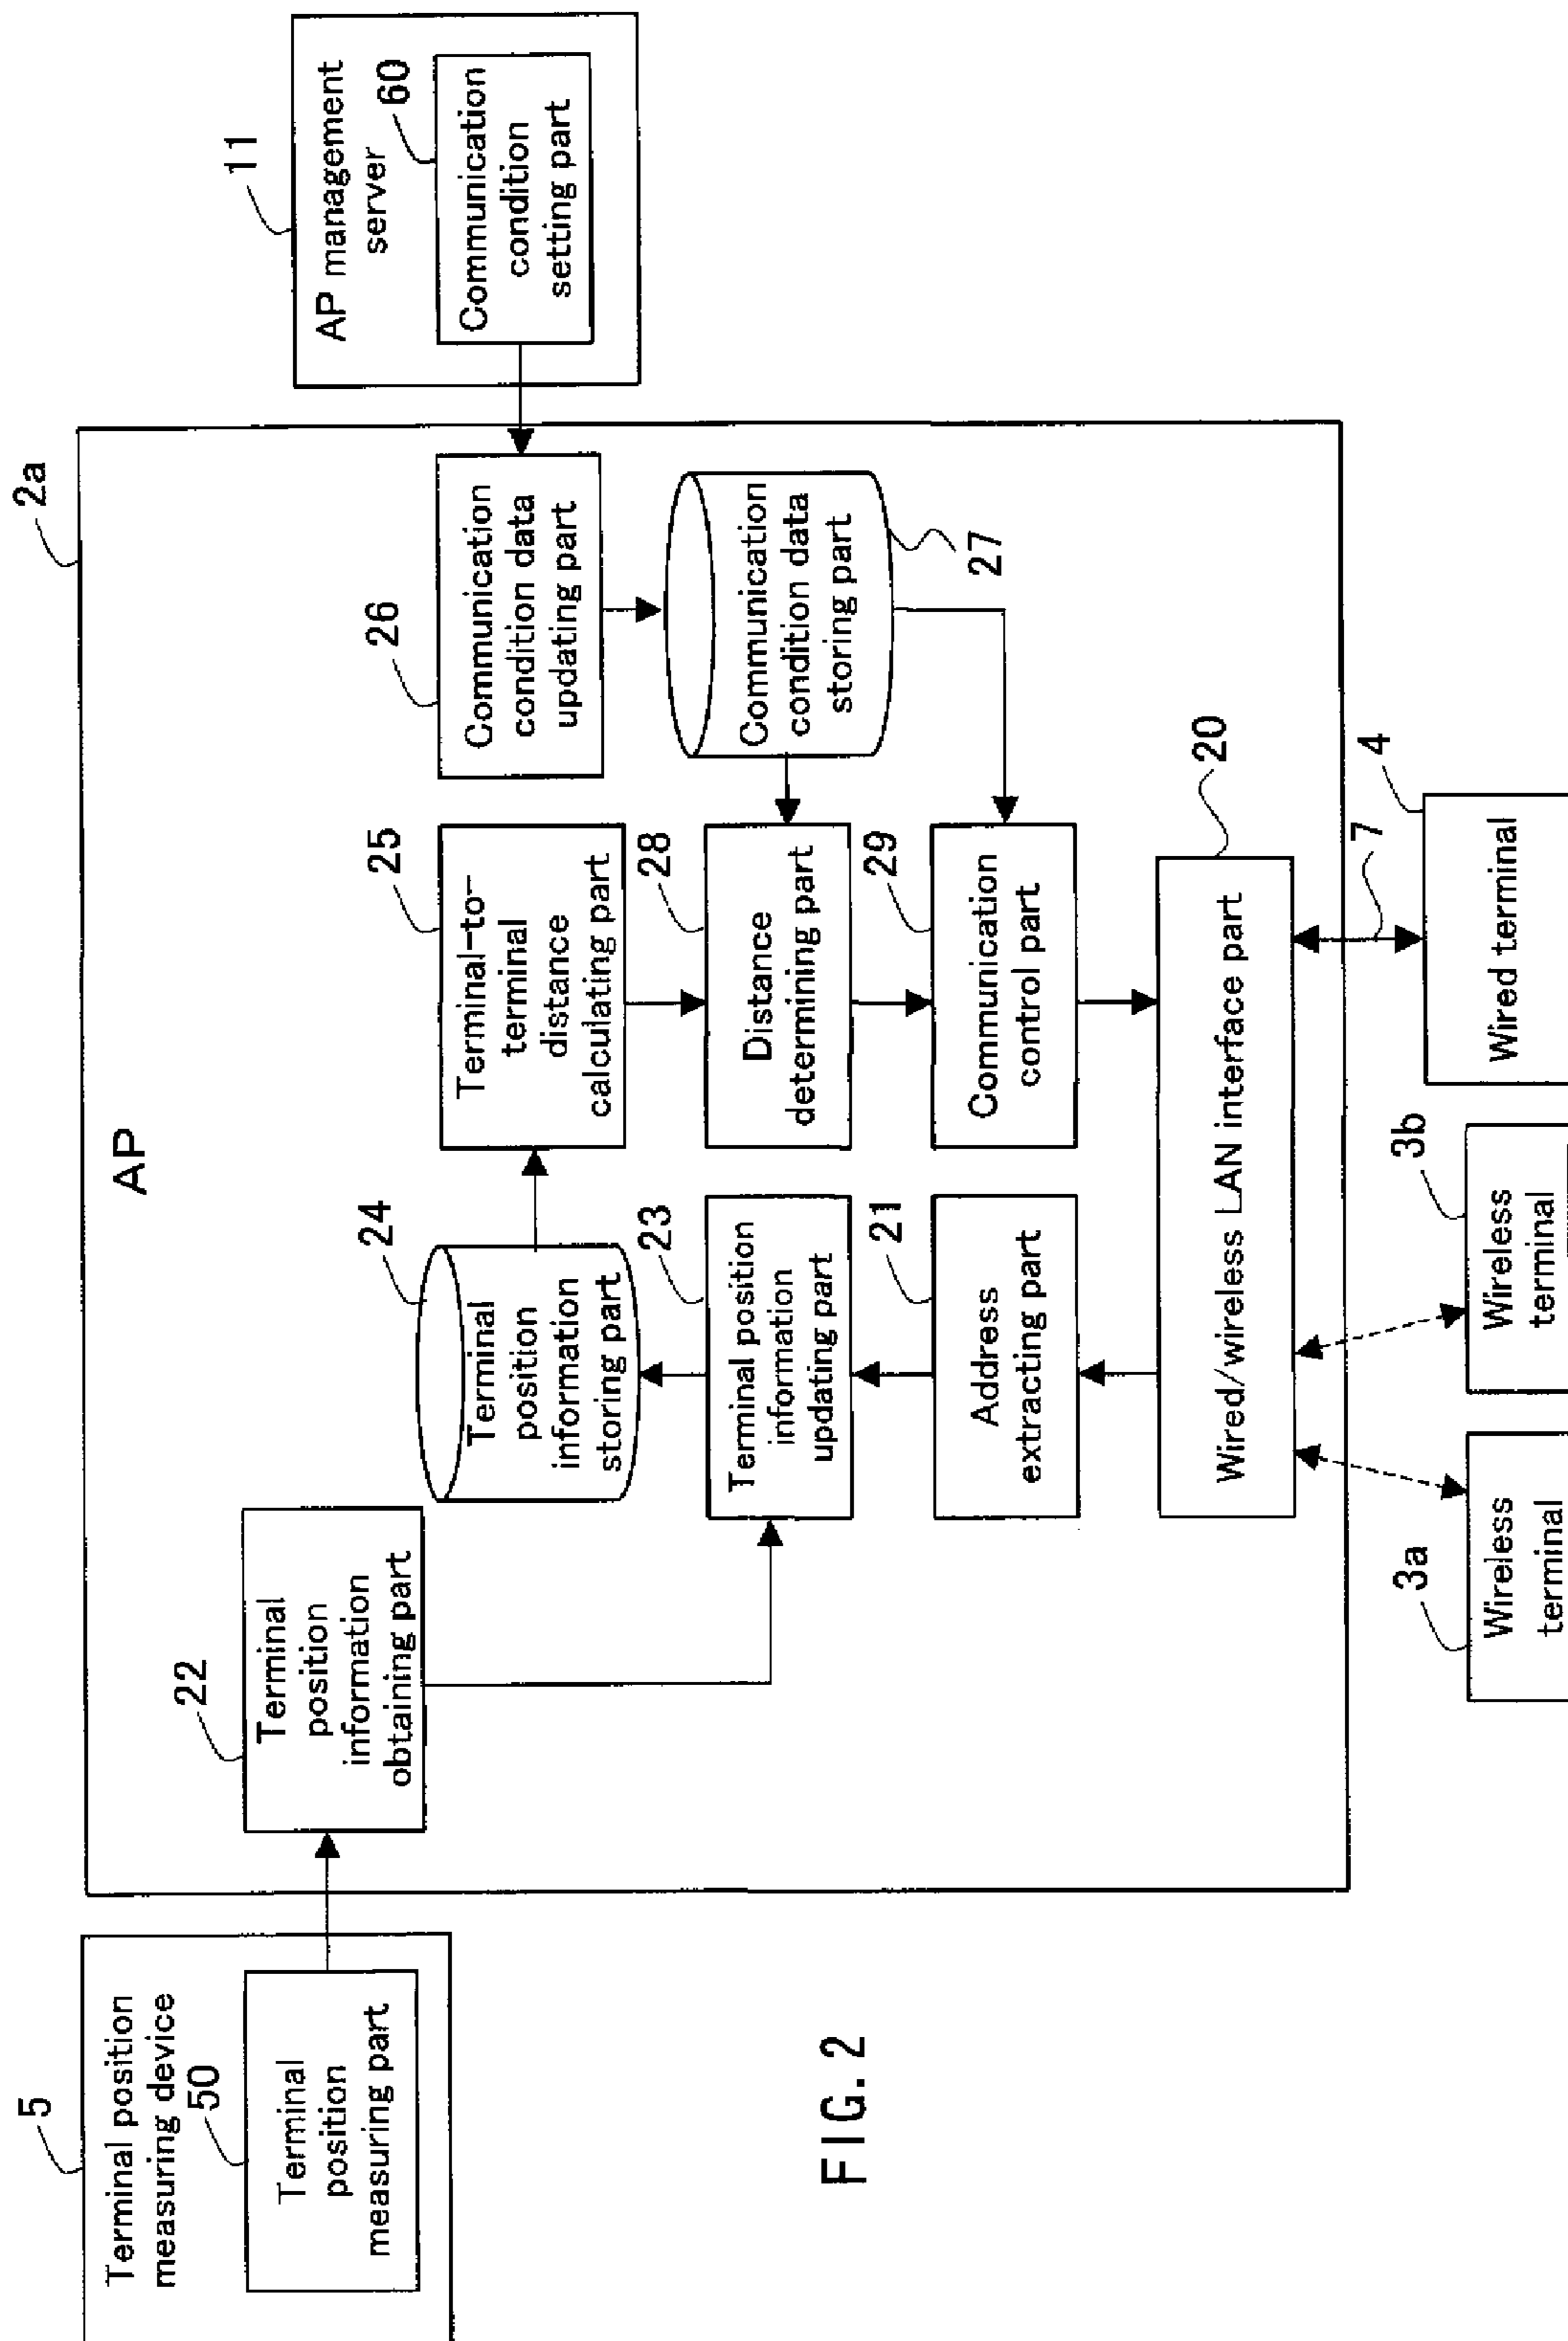 5
Terminal position
measuring device
50
Terminal
position
measuring part
2a
AP
22
Terminal
position
information
obtaining part
24
Terminal
position
information
storing part
23
Terminal position
information
updating part
21
Address
extracting part
25
Terminal-to-
terminal
distance
calculating part
28
Distance
determining part
29
Communication
control part
26
Communication
condition data
updating part
Communication
condition data
storing part
27
20
Wired/wireless LAN interface part
11
AP management
server
60
Communication
condition
setting part
3a
Wireless
terminal
3b
Wireless
terminal
7
4
Wired terminal
FIG. 2